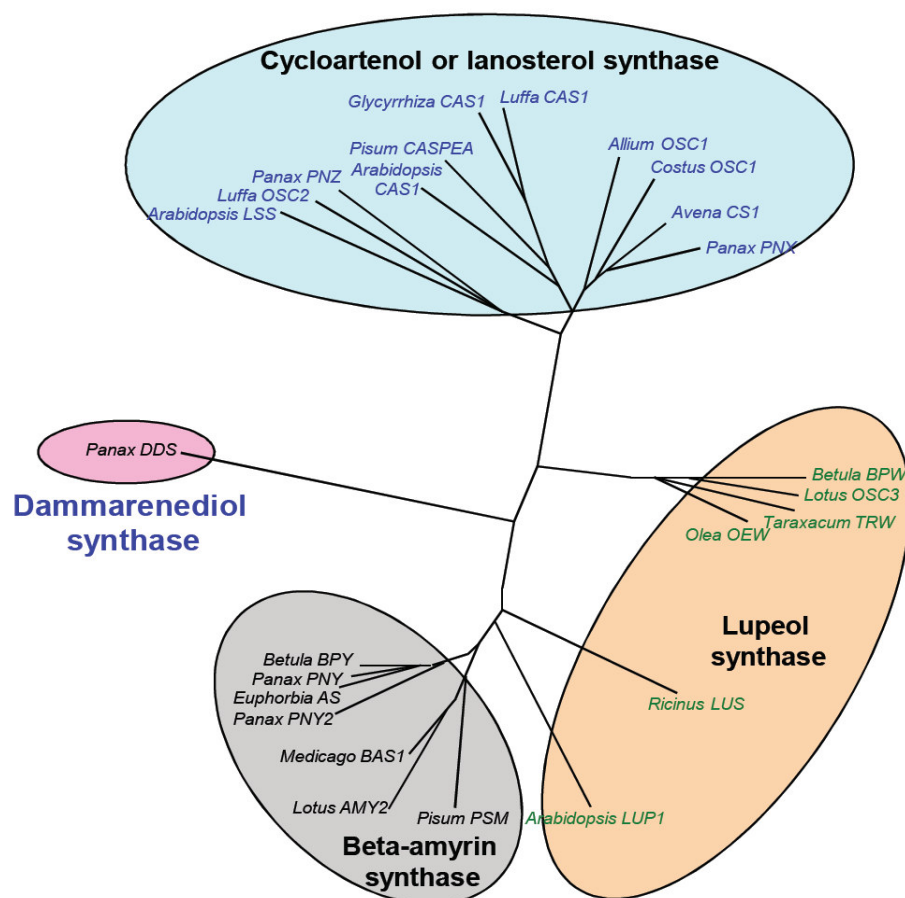 Cycloartenol or lanosterol synthase
Glycyrrhiza CAS1
Luffa CAS1
Pisum CASPEA
Allium OSC1
Arabidopsis
CAS1
Costus OSC1
Panax PNZ
Luffa OSC2
Arabidopsis LSS
Avena CS1
Panax PNX
Panax DDS
Dammarenediol
synthase
Betula BPW
Lotus OSC3
Taraxacum TRW
Olea OEW
Lupeol
synthase
Ricinus LUS
Arabidopsis LUP1
Betula BPY
Panax PNY
Euphorbia AS
Panax PNY2
Medicago BAS1
Lotus AMY2
Pisum PSM
Beta-amyrin
synthase